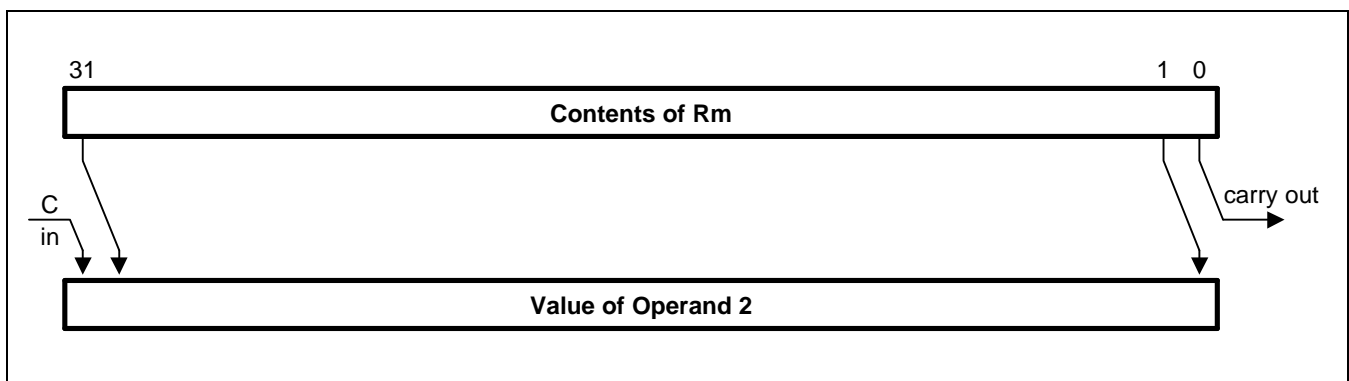 31 1 0
Contents of Rm
C
in
carry out
Value of Operand 2